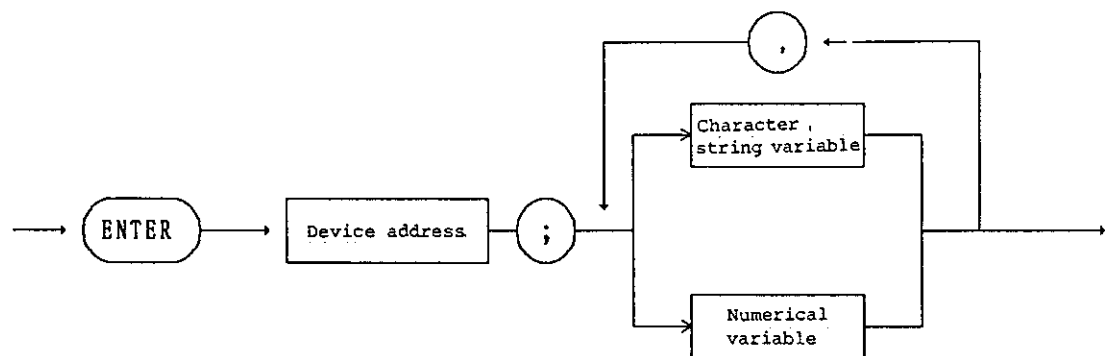 ,
Character
string variable
ENTER
Device address
;
Numerical
variable